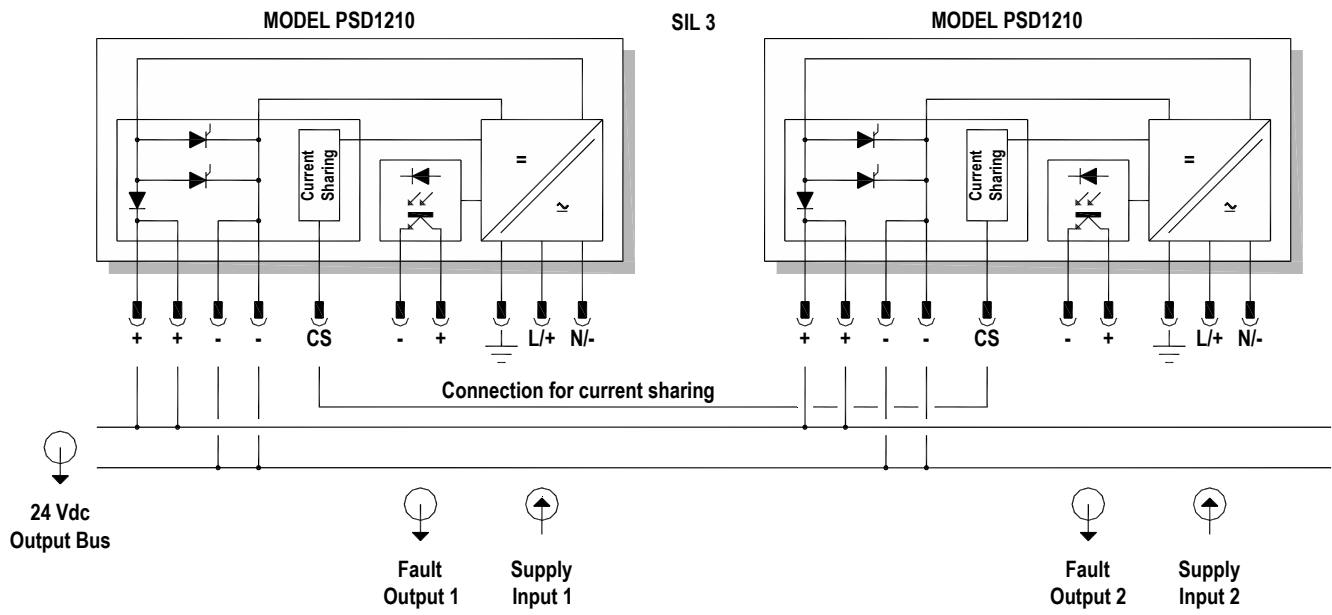 MODEL PSD1210
SIL 3
MODEL PSD1210
Current
Sharing
=
~
Current
Sharing
=
~
+ + - - CS - + L/+ N/-
+ + - - CS - + L/+ N/-
Connection for current sharing
24 Vdc
Output Bus
Fault
Output 1
Supply
Input 1
Fault
Output 2
Supply
Input 2